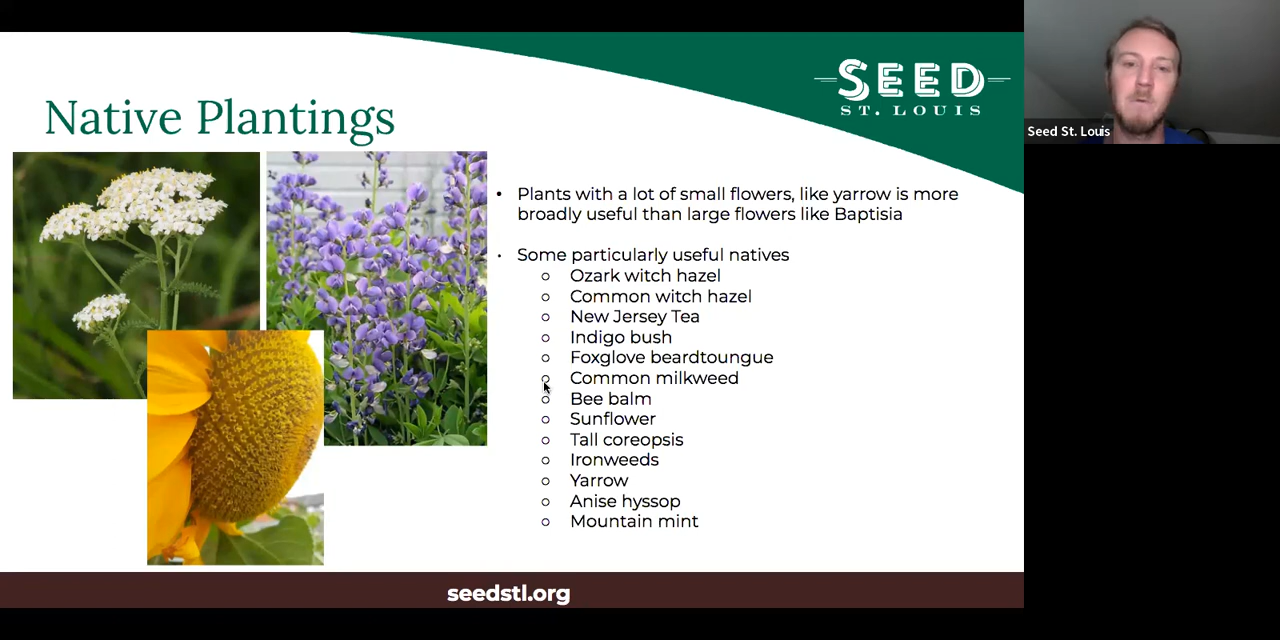 SEED
ST. LOUIS
Seed St. Louis
Native Plantings
• Plants with a lot of small flowers, like yarrow is more
broadly useful than large flowers like Baptisia
• Some particularly useful natives
○ Ozark witch hazel
○ Common witch hazel
○ New Jersey Tea
○ Indigo bush
○ Foxglove beardtoungue
○ Common milkweed
○ Bee balm
○ Sunflower
○ Tall coreopsis
○ Ironweeds
○ Yarrow
○ Anise hyssop
○ Mountain mint
seedstl.org